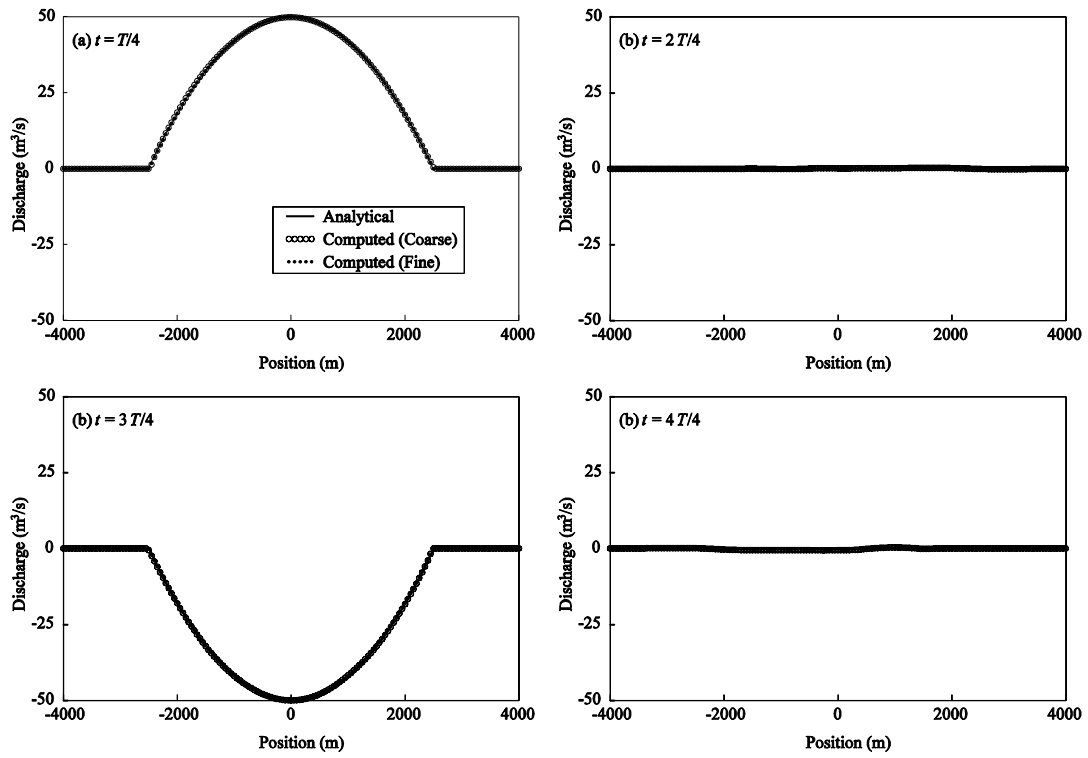 50
25
0
-25
-50
Discharge (m³/s)
(a) t = T/4
Analytical
Computed (Coarse)
Computed (Fine)
-4000 -2000 0 2000 4000
Position (m)
50
25
0
-25
-50
Discharge (m³/s)
(b) t = 2 T/4
-4000 -2000 0 2000 4000
Position (m)
50
25
0
-25
-50
Discharge (m³/s)
(b) t = 3 T/4
-4000 -2000 0 2000 4000
Position (m)
50
25
0
-25
-50
Discharge (m³/s)
(b) t = 4 T/4
-4000 -2000 0 2000 4000
Position (m)